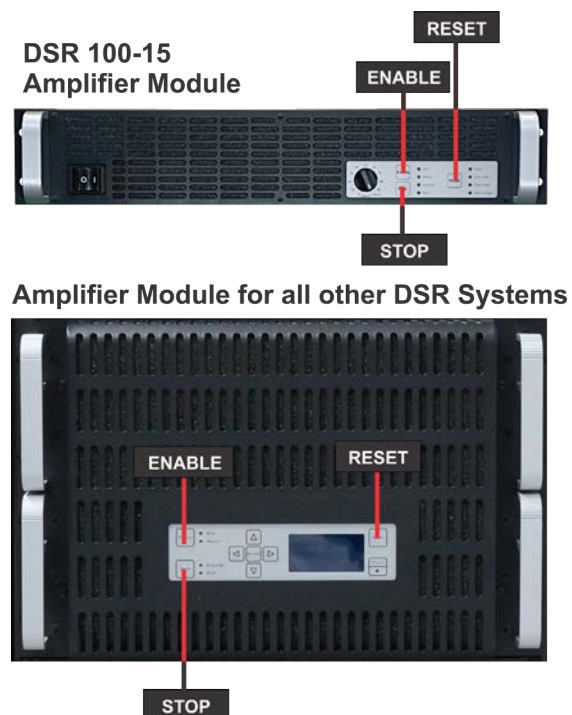 RESET
DSR 100-15
Amplifier Module
ENABLE
STOP
Amplifier Module for all other DSR Systems
ENABLE
RESET
STOP